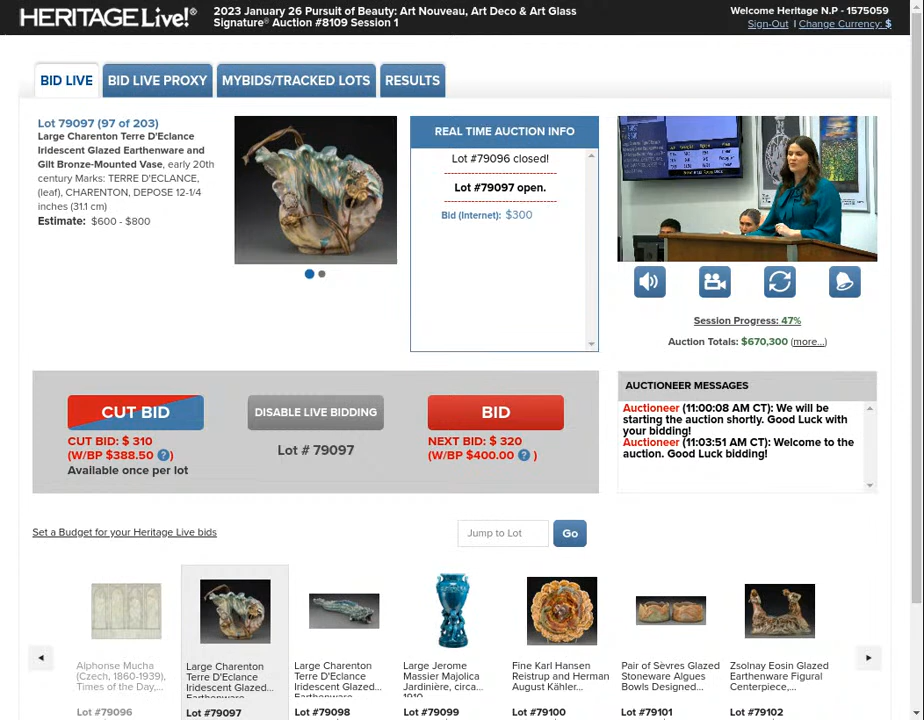 HERITAGE Live!®
2023 January 26 Pursuit of Beauty: Art Nouveau, Art Deco & Art Glass
Signature® Auction #8109 Session 1
Welcome Heritage N.P - 1575059
Sign-Out | Change Currency: $
BID LIVE
BID LIVE PROXY
MYBIDS/TRACKED LOTS
RESULTS
Lot 79097 (97 of 203)
Large Charenton Terre D'Eclance
Iridescent Glazed Earthenware and
Gilt Bronze-Mounted Vase, early 20th
century Marks: TERRE D'ECLANCE,
(leaf), CHARENTON, DEPOSE 12-1/4
inches (31.1 cm)
Estimate: $600 - $800
REAL TIME AUCTION INFO
Lot #79096 closed!
Lot #79097 open.
Bid (Internet): $300
Session Progress: 47%
Auction Totals: $670,300 (more...)
CUT BID
CUT BID: $ 310
(W/BP $388.50 ?)
Available once per lot
DISABLE LIVE BIDDING
Lot # 79097
BID
NEXT BID: $ 320
(W/BP $400.00 ? )
AUCTIONEER MESSAGES
Auctioneer (11:00:08 AM CT): We will be
starting the auction shortly. Good Luck with
your bidding!
Auctioneer (11:03:51 AM CT): Welcome to the
auction. Good Luck bidding!
Set a Budget for your Heritage Live bids
Jump to Lot
Go
Alphonse Mucha
(Czech, 1860-1939),
Times of the Day,...
Lot #79096
Large Charenton
Terre D'Eclance
Iridescent Glazed...
Earthenware
Lot #79097
Large Charenton
Terre D'Eclance
Iridescent Glazed...
Earthenware
Lot #79098
Large Jerome
Massier Majolica
Jardinière, circa...
1910
Lot #79099
Fine Karl Hansen
Reistrup and Herman
August Kähler...
Lot #79100
Pair of Sèvres Glazed
Stoneware Algues
Bowls Designed...
Lot #79101
Zsolnay Eosin Glazed
Earthenware Figural
Centerpiece,...
Lot #79102